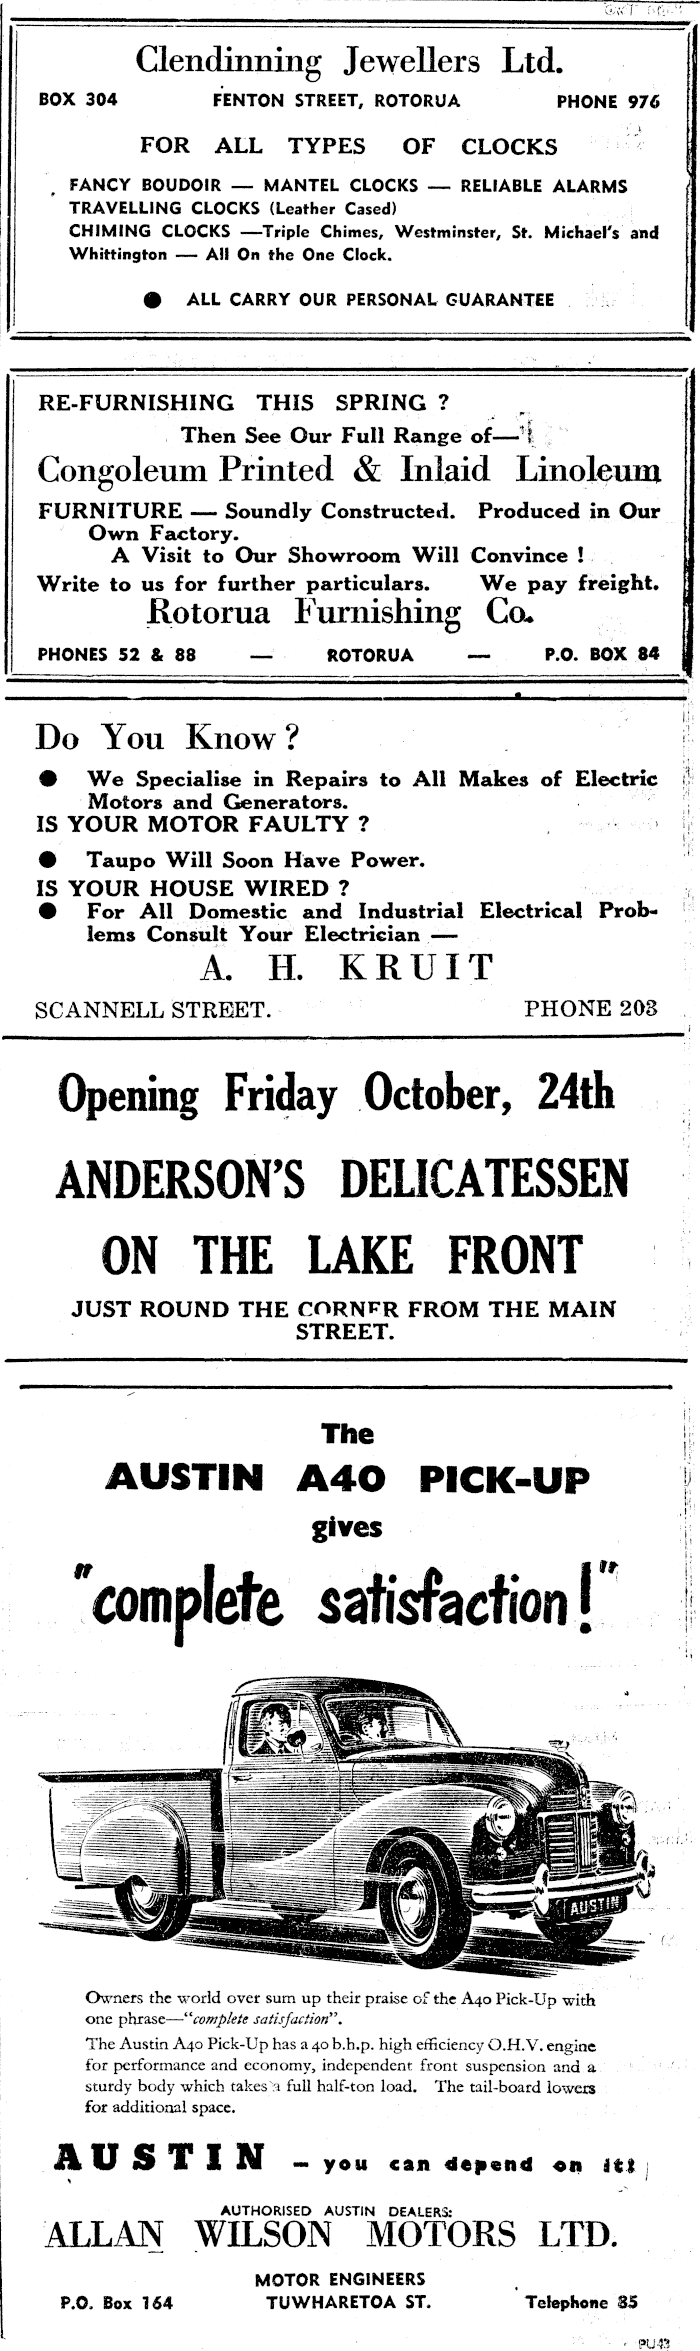 Clendinning Jewellers Ltd.
BOX 304 FENTON STREET, ROTORUA PHONE 976
FOR ALL TYPES OF CLOCKS
FANCY BOUDOIR — MANTEL CLOCKS — RELIABLE ALARMS
TRAVELLING CLOCKS (Leather Cased)
CHIMING CLOCKS —Triple Chimes, Westminster, St. Michael's and
Whittington — All On the One Clock.
● ALL CARRY OUR PERSONAL GUARANTEE
RE-FURNISHING THIS SPRING ?
Then See Our Full Range of—
Congoleum Printed & Inlaid Linoleum
FURNITURE — Soundly Constructed. Produced in Our
Own Factory.
A Visit to Our Showroom Will Convince !
Write to us for further particulars. We pay freight.
Rotorua Furnishing Co.
PHONES 52 & 88 — ROTORUA — P.O. BOX 84
Do You Know ?
● We Specialise in Repairs to All Makes of Electric
Motors and Generators.
IS YOUR MOTOR FAULTY ?
● Taupo Will Soon Have Power.
IS YOUR HOUSE WIRED ?
● For All Domestic and Industrial Electrical Prob-
lems Consult Your Electrician —
A. H. KRUIT
SCANNELL STREET. PHONE 203
Opening Friday October, 24th
ANDERSON'S DELICATESSEN
ON THE LAKE FRONT
JUST ROUND THE CORNER FROM THE MAIN
STREET.
The
AUSTIN A40 PICK-UP
gives
"complete satisfaction!"
AUSTIN
Owners the world over sum up their praise of the A40 Pick-Up with
one phrase—"complete satisfaction".
The Austin A40 Pick-Up has a 40 b.h.p. high efficiency O.H.V. engine
for performance and economy, independent front suspension and a
sturdy body which takes a full half-ton load. The tail-board lowers
for additional space.
AUSTIN – you can depend on it!
AUTHORISED AUSTIN DEALERS:
ALLAN WILSON MOTORS LTD.
MOTOR ENGINEERS
P.O. Box 164 TUWHARETOA ST. Telephone 85
PU43